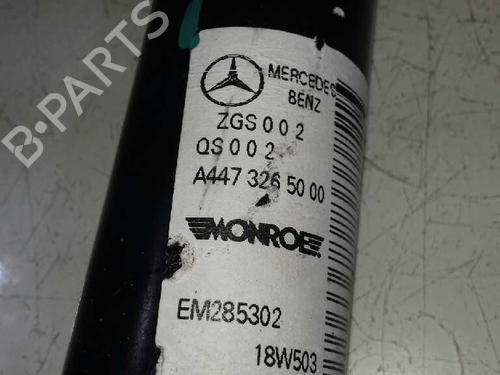 MERCEDES
BENZ
ZGS 0 0 2
QS 0 0 2
A447 326 50 00
MONROE
EM285302
18W503
B-PARTS